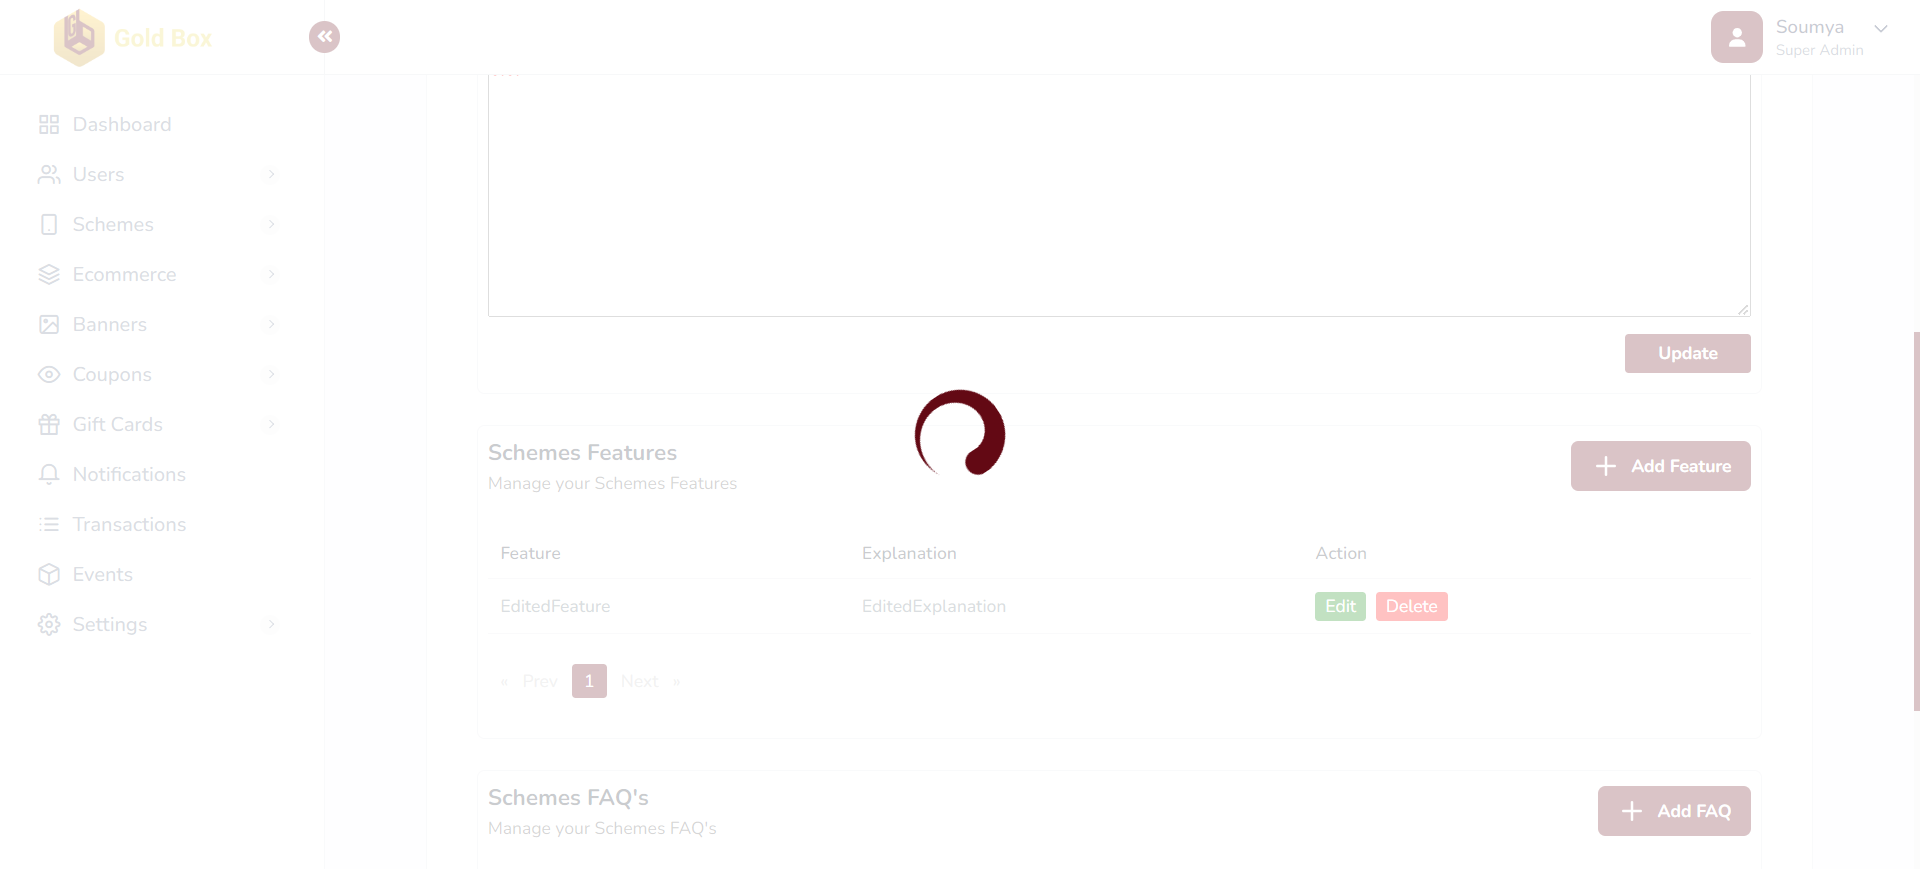 Gold Box
Soumya
Super Admin
Dashboard
Users
Schemes
Ecommerce
Banners
Coupons
Gift Cards
Notifications
Transactions
Events
Settings
Update
Schemes Features
Manage your Schemes Features
Add Feature
Feature Explanation Action
EditedFeature EditedExplanation Edit Delete
« Prev 1 Next »
Schemes FAQ's
Manage your Schemes FAQ's
Add FAQ